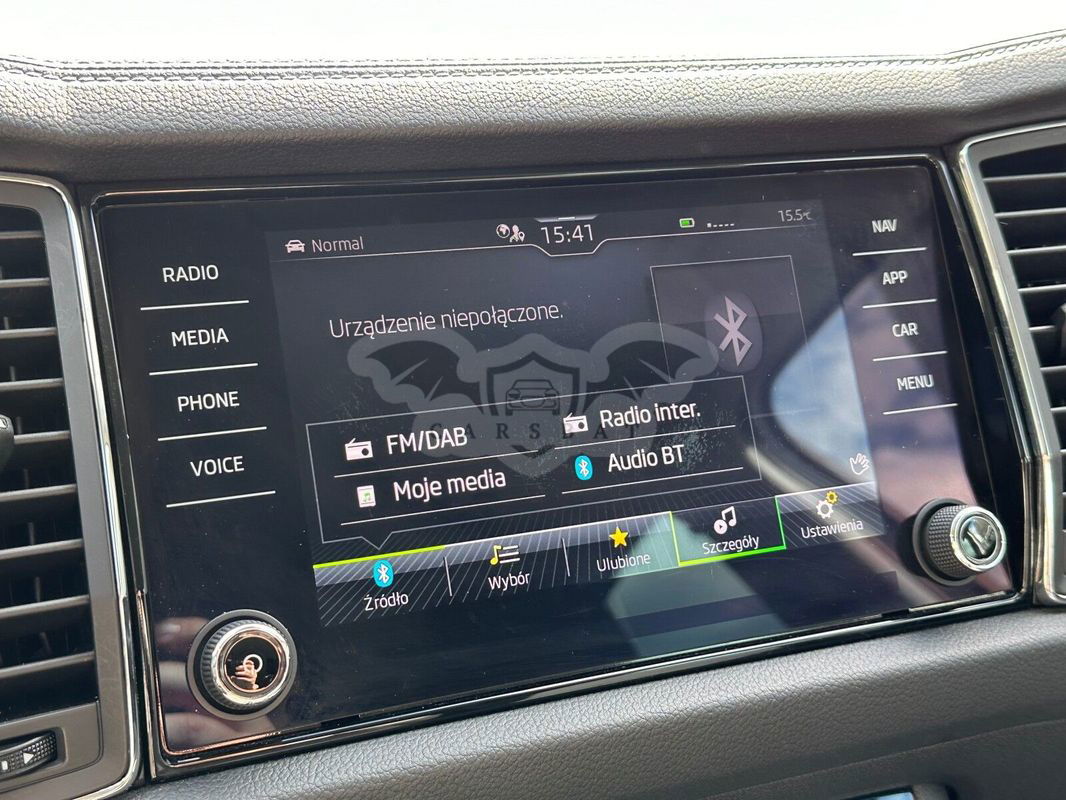 Normal
15:41
15.5
RADIO
MEDIA
PHONE
VOICE
Urządzenie niepołączone.
FM/DAB
Radio inter.
Moje media
Audio BT
Źródło
Wybór
Ulubione
Szczegóły
Ustawienia
NAV
APP
CAR
MENU
CARSBAT